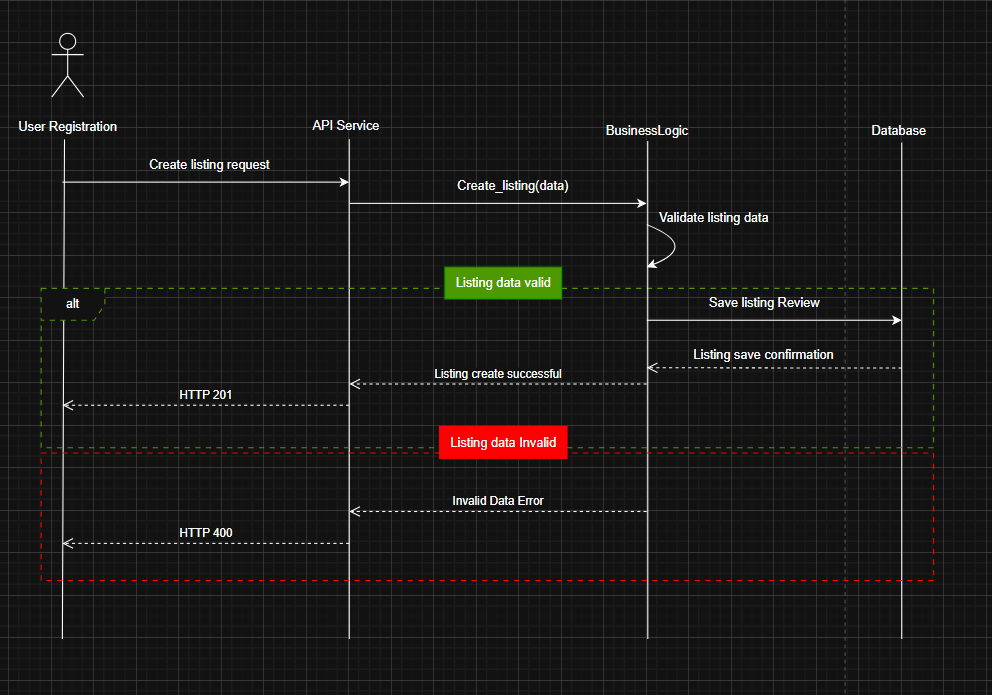 User Registration
API Service
BusinessLogic
Database
Create listing request
Create_listing(data)
Validate listing data
Listing data valid
alt
Save listing Review
Listing save confirmation
Listing create successful
HTTP 201
Listing data Invalid
Invalid Data Error
HTTP 400